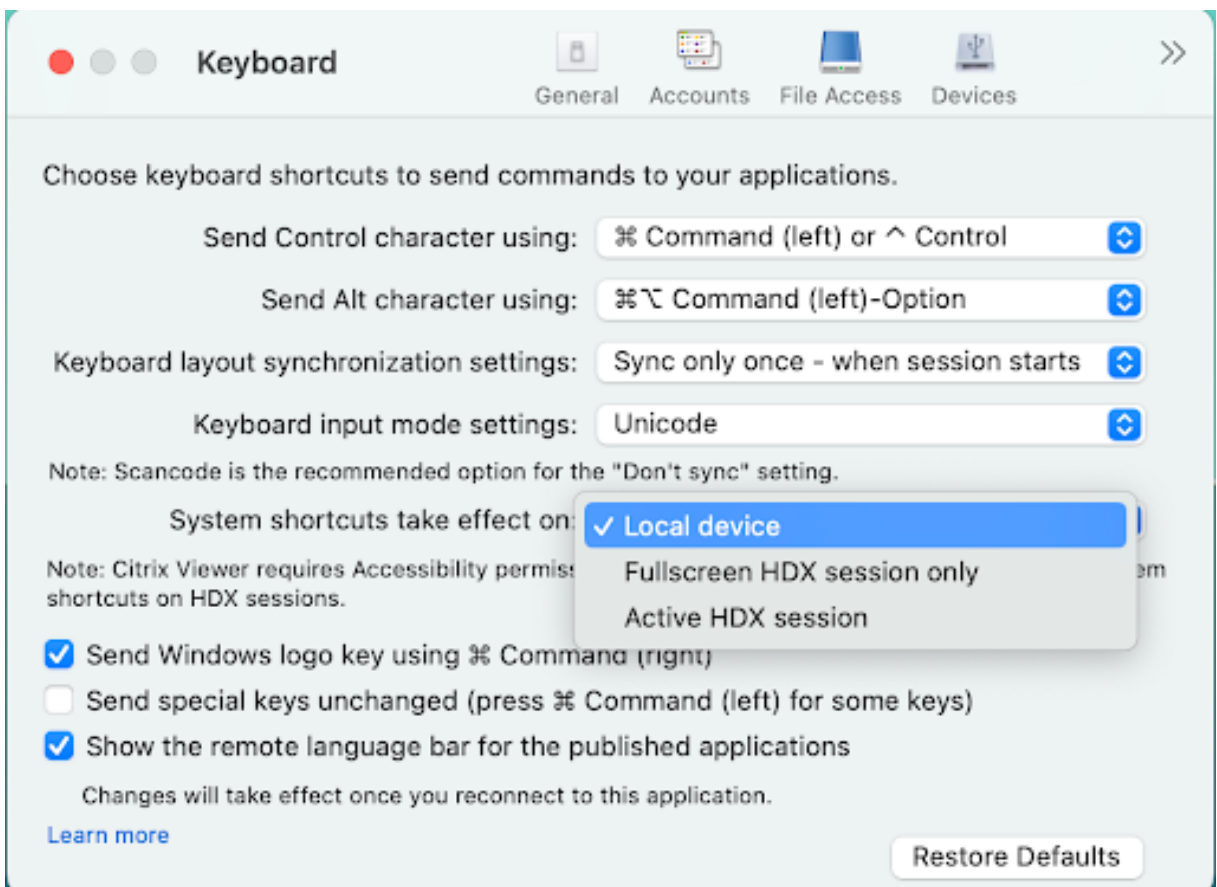 Keyboard
General Accounts File Access Devices
Choose keyboard shortcuts to send commands to your applications.
Send Control character using: ⌘ Command (left) or ^ Control
Send Alt character using: ⌘⌥ Command (left)-Option
Keyboard layout synchronization settings: Sync only once - when session starts
Keyboard input mode settings: Unicode
Note: Scancode is the recommended option for the "Don't sync" setting.
System shortcuts take effect on: ✓ Local device
Fullscreen HDX session only
Active HDX session
Note: Citrix Viewer requires Accessibility
shortcuts on HDX sessions.
Send Windows logo key using ⌘ Command (right)
Send special keys unchanged (press ⌘ Command (left) for some keys)
Show the remote language bar for the published applications
Changes will take effect once you reconnect to this application.
Learn more
Restore Defaults